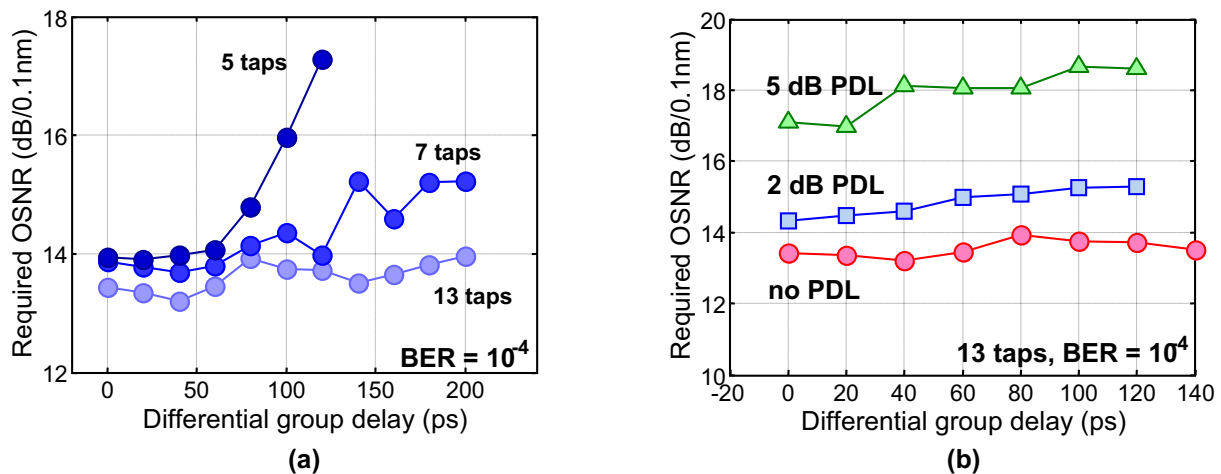 18
16
14
12
Required OSNR (dB/0.1nm)
5 taps
7 taps
13 taps
BER = 10-4
0 50 100 150 200
Differential group delay (ps)
(a)
20
18
16
14
12
10
Required OSNR (dB/0.1nm)
5 dB PDL
2 dB PDL
no PDL
13 taps, BER = 10-4
-20 0 20 40 60 80 100 120 140
Differential group delay (ps)
(b)